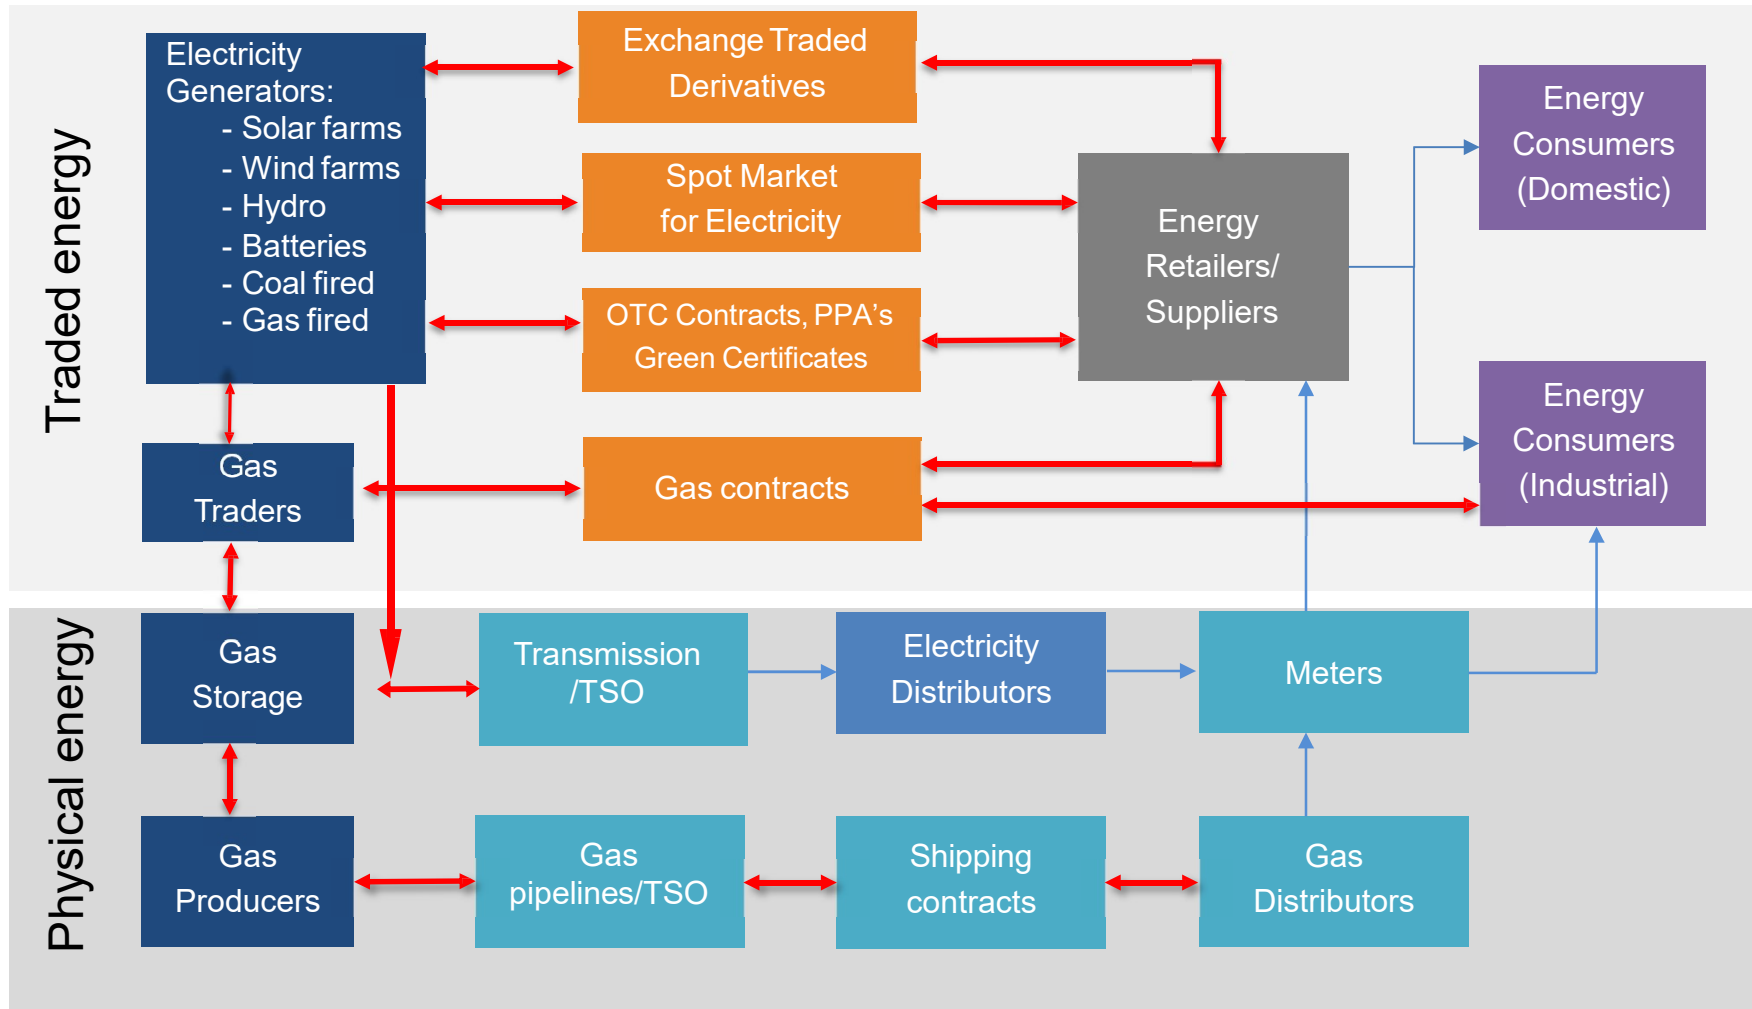 Traded energy
Electricity
Generators:
- Solar farms
- Wind farms
- Hydro
- Batteries
- Coal fired
- Gas fired
Exchange Traded
Derivatives
Spot Market
for Electricity
OTC Contracts, PPA's
Green Certificates
Gas contracts
Energy
Retailers/
Suppliers
Energy
Consumers
(Domestic)
Energy
Consumers
(Industrial)
Gas
Traders
Physical energy
Gas
Storage
Transmission
/TSO
Electricity
Distributors
Meters
Gas
Producers
Gas
pipelines/TSO
Shipping
contracts
Gas
Distributors